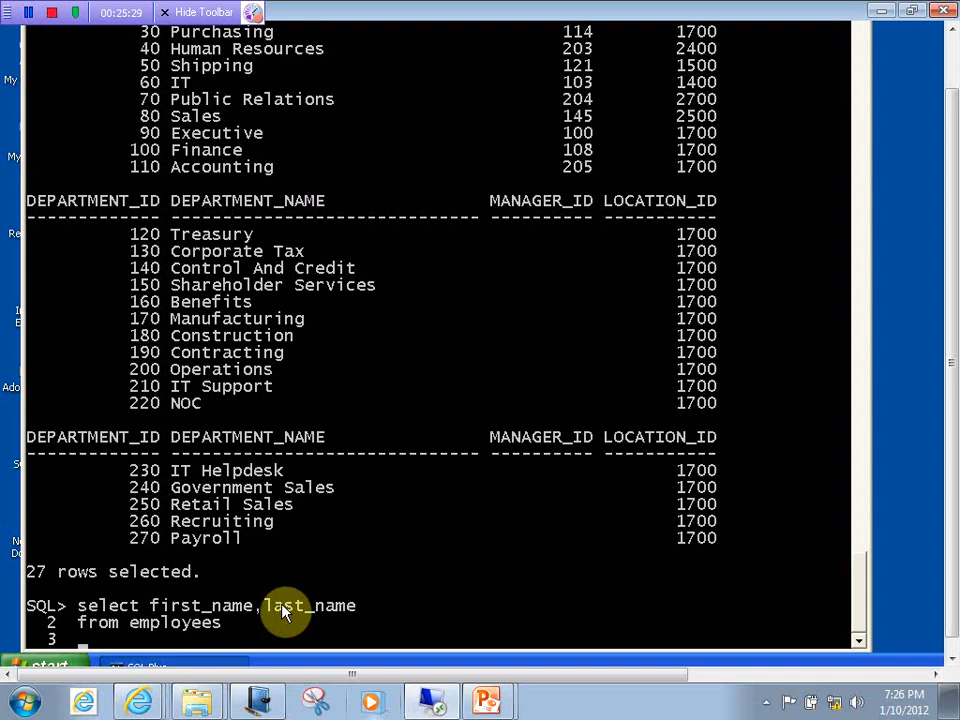 00:25:29 Hide Toolbar
30 Purchasing 114 1700
40 Human Resources 203 2400
50 Shipping 121 1500
60 IT 103 1400
70 Public Relations 204 2700
80 Sales 145 2500
90 Executive 100 1700
100 Finance 108 1700
110 Accounting 205 1700
DEPARTMENT_ID DEPARTMENT_NAME MANAGER_ID LOCATION_ID
------------- ------------------------------ ---------- -----------
120 Treasury 1700
130 Corporate Tax 1700
140 Control And Credit 1700
150 Shareholder Services 1700
160 Benefits 1700
170 Manufacturing 1700
180 Construction 1700
190 Contracting 1700
200 Operations 1700
210 IT Support 1700
220 NOC 1700
DEPARTMENT_ID DEPARTMENT_NAME MANAGER_ID LOCATION_ID
------------- ------------------------------ ---------- -----------
230 IT Helpdesk 1700
240 Government Sales 1700
250 Retail Sales 1700
260 Recruiting 1700
270 Payroll 1700
27 rows selected.
SQL> select first_name,last_name
2 from employees
3
start
7:26 PM
1/10/2012